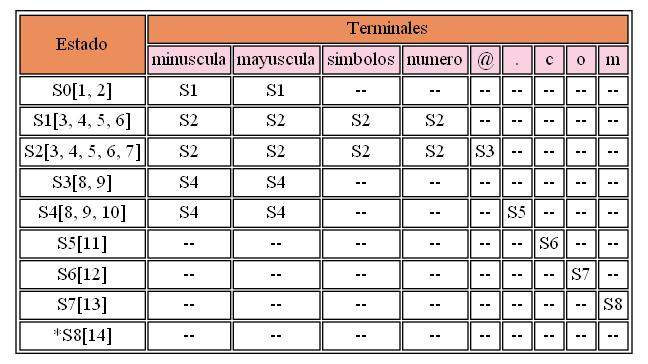 Estado Terminales
minuscula mayuscula simbolos numero @ . c o m
S0[1, 2] S1 S1 -- -- -- -- -- -- --
S1[3, 4, 5, 6] S2 S2 S2 S2 -- -- -- -- --
S2[3, 4, 5, 6, 7] S2 S2 S2 S2 S3 -- -- -- --
S3[8, 9] S4 S4 -- -- -- -- -- -- --
S4[8, 9, 10] S4 S4 -- -- -- S5 -- -- --
S5[11] -- -- -- -- -- -- S6 -- --
S6[12] -- -- -- -- -- -- -- S7 --
S7[13] -- -- -- -- -- -- -- -- S8
*S8[14] -- -- -- -- -- -- -- -- --